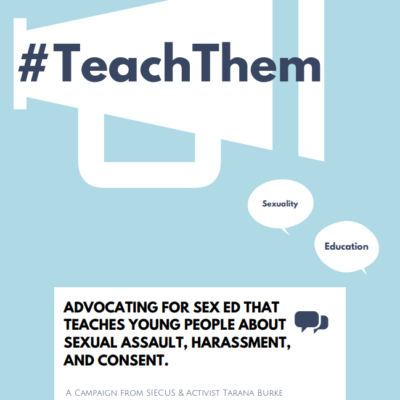 #TeachThem
Sexuality
Education
ADVOCATING FOR SEX ED THAT
TEACHES YOUNG PEOPLE ABOUT
SEXUAL ASSAULT, HARASSMENT,
AND CONSENT.
A Campaign from SIECUS & Activist Tarana Burke